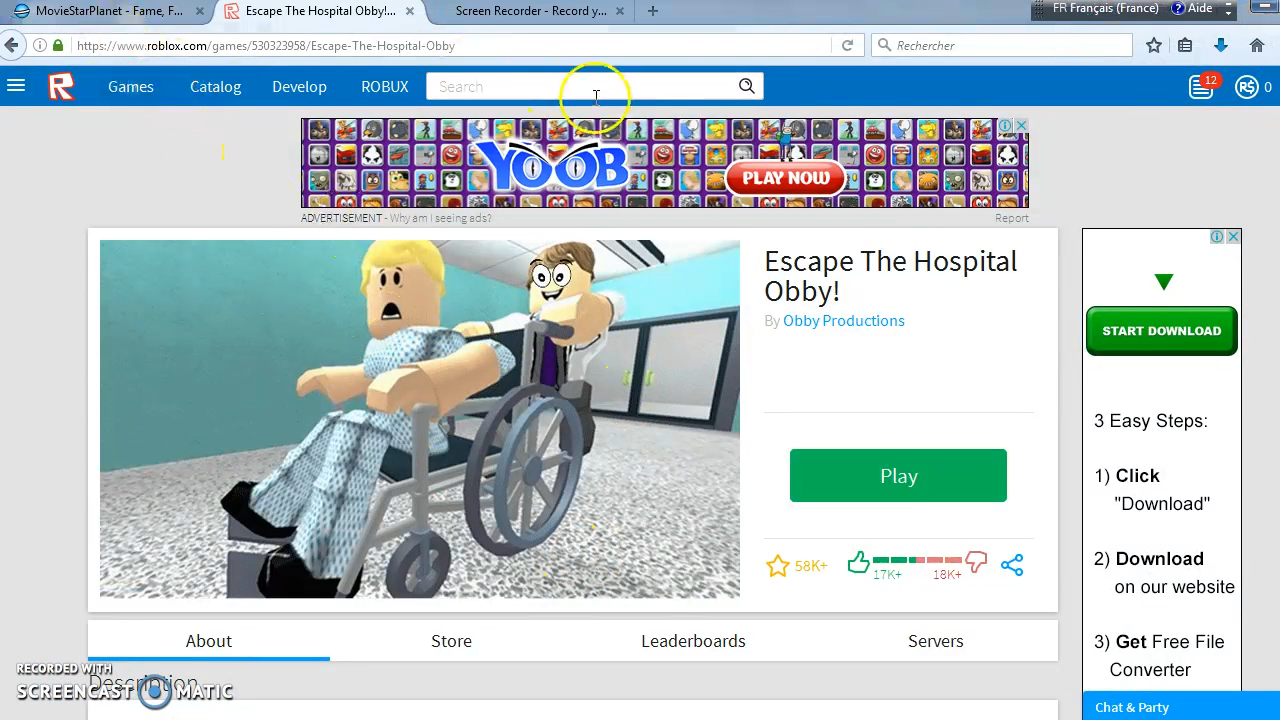 MovieStarPlanet - Fame, F...
Escape The Hospital Obby!...
Screen Recorder - Record y...
FR Français (France)
Aide
https://www.roblox.com/games/530323958/Escape-The-Hospital-Obby
Rechercher
Games
Catalog
Develop
ROBUX
Search
12
R$ 0
YOOB
PLAY NOW
ADVERTISEMENT - Why am I seeing ads?
Report
Escape The Hospital
Obby!
By Obby Productions
Play
58K+
17K+
18K+
START DOWNLOAD
3 Easy Steps:
1) Click
"Download"
2) Download
on our website
3) Get Free File
Converter
About
Store
Leaderboards
Servers
Description
RECORDED WITH
SCREENCAST MATIC
Chat & Party